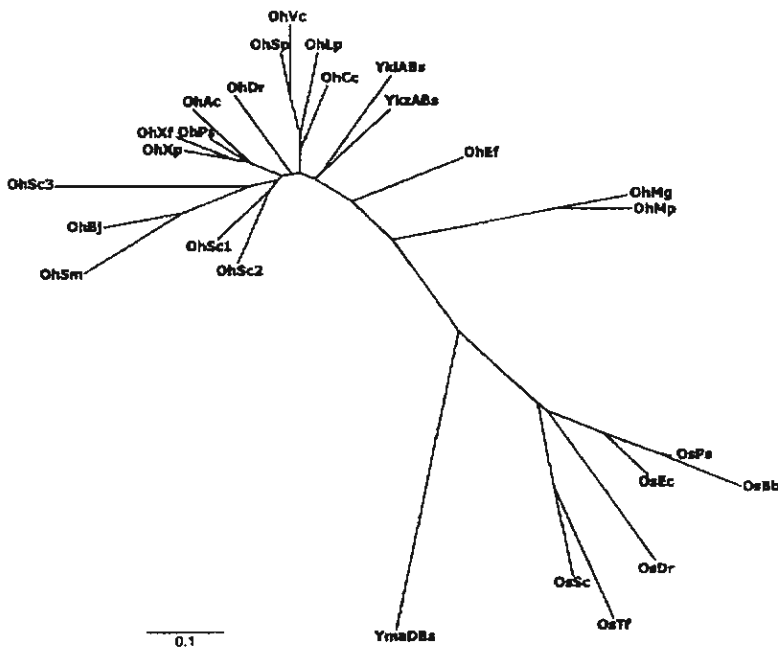 OhVc
OhSp
OhLp
OhCc
YklABs
YkzABs
OhDr
OhAc
OhXf
OhPs
OhXp
OhEf
OhSc3
OhMg
OhMp
OhBj
OhSc1
OhSc2
OhSm
OsPs
OsEc
OsBb
OsDr
OsSc
OsTf
YmaDBs
0.1